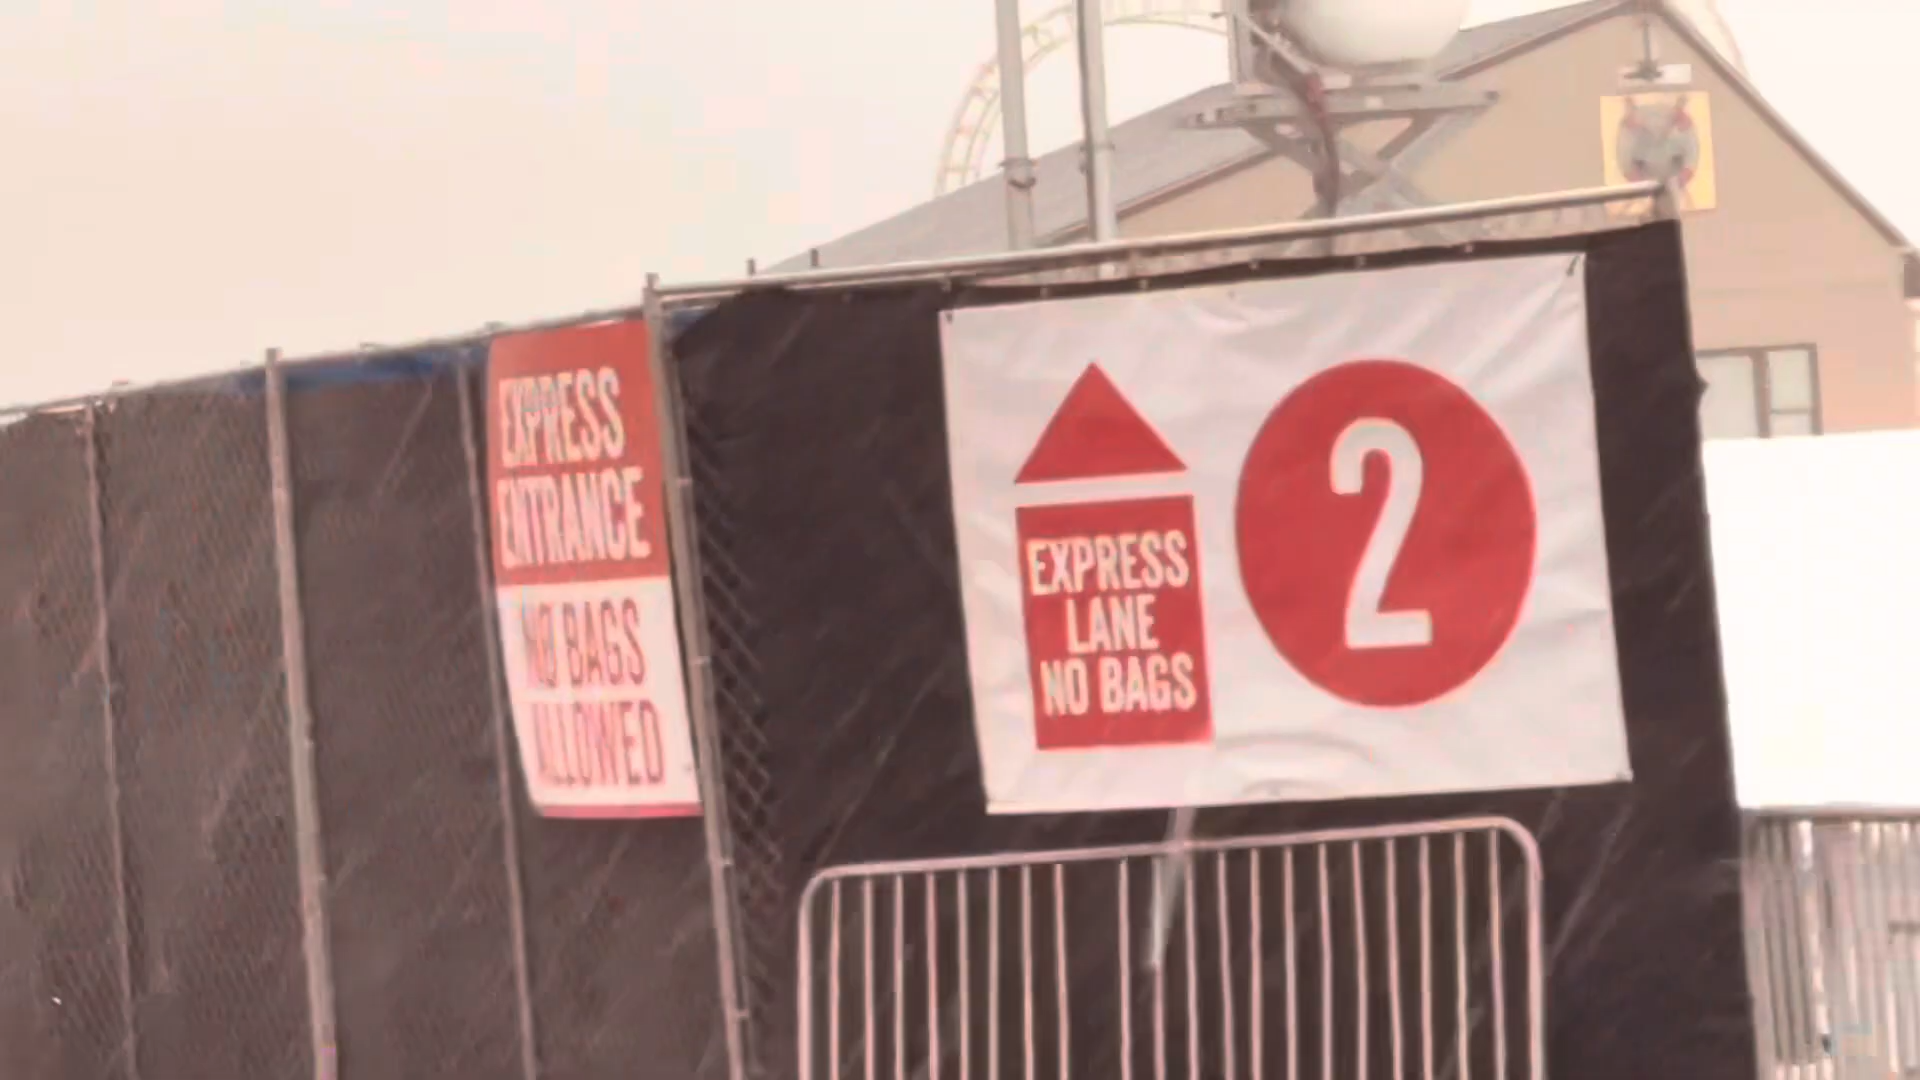 EXPRESS
ENTRANCE
NO BAGS
ALLOWED
EXPRESS
LANE
NO BAGS
2